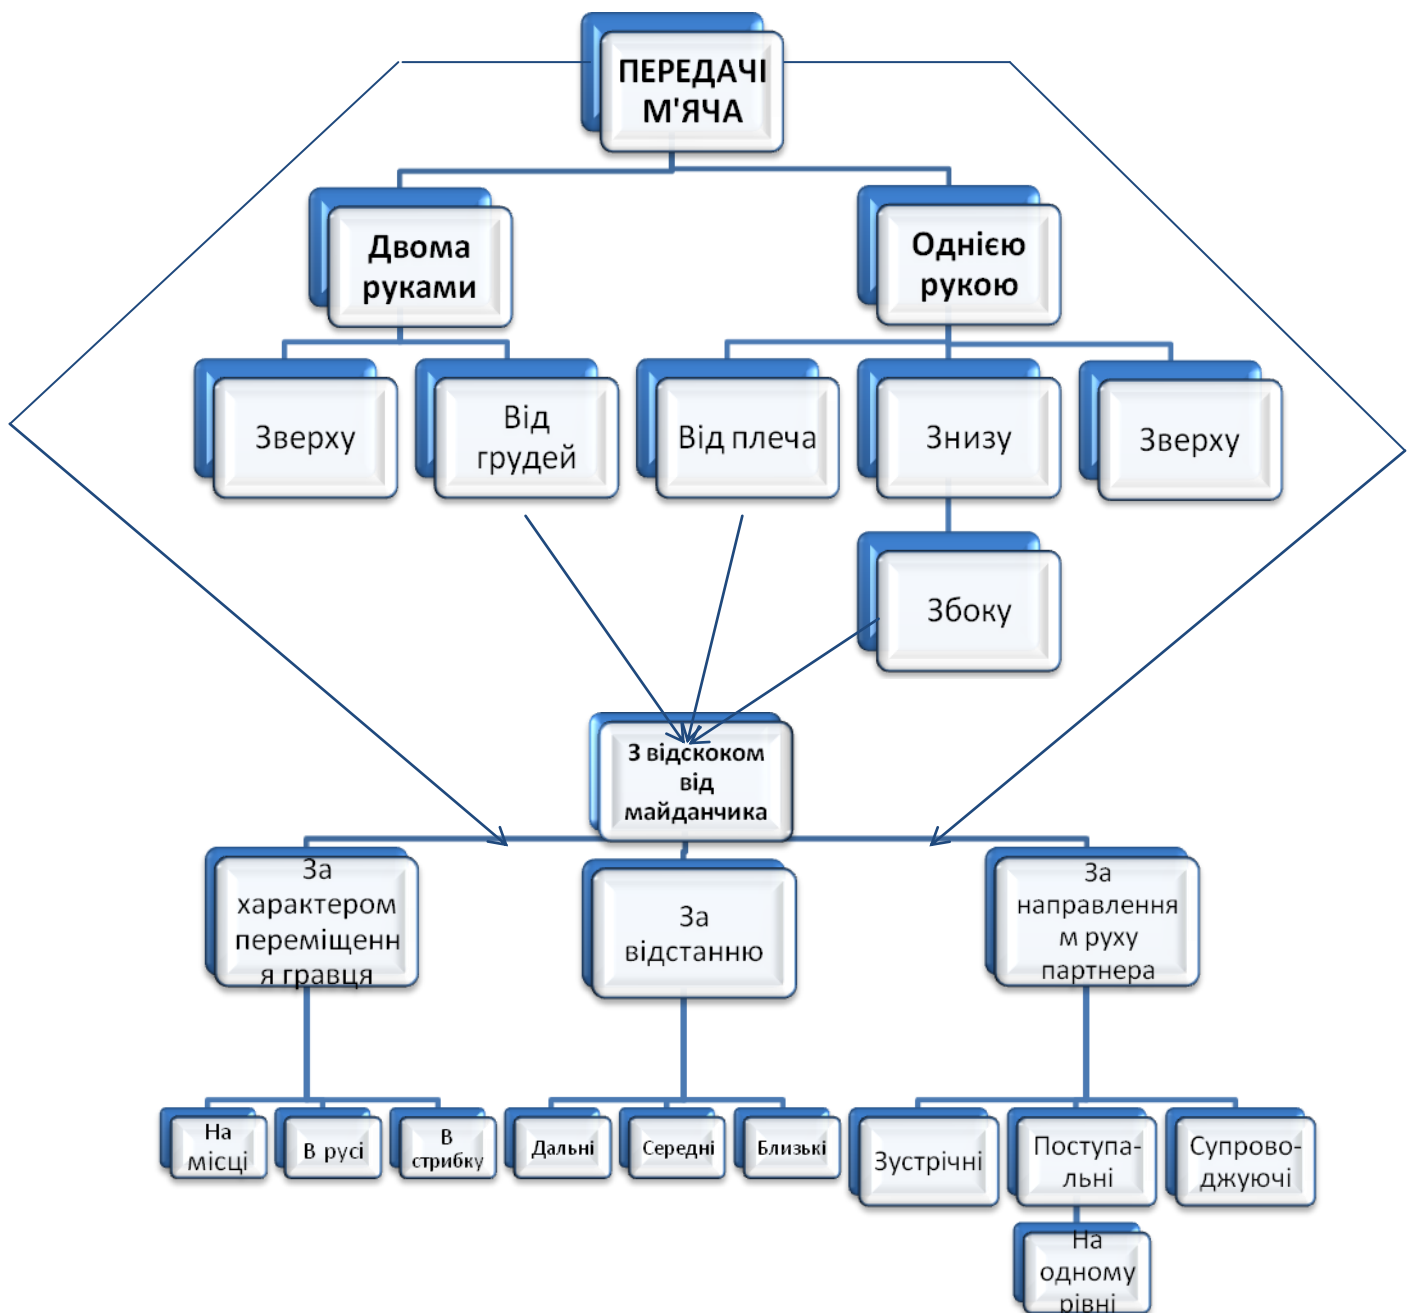 ПЕРЕДАЧІ
М'ЯЧА
Двома
руками
Однією
рукою
Зверху
Від
грудей
Від плеча
Знизу
Зверху
Збоку
З відскоком
від
майданчика
За
характером
переміщенн
я гравця
За
відстанню
За
направлення
м руху
партнера
На
місці
В русі
В
стрибку
Дальні
Середні
Близькі
Зустрічні
Поступа-
льні
Супрово-
джуючі
На
одному
рівні